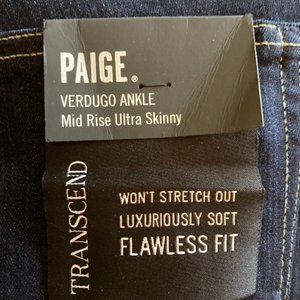 PAIGE®
VERDUGO ANKLE
Mid Rise Ultra Skinny
TRANSCEND
WON'T STRETCH OUT
LUXURIOUSLY SOFT
FLAWLESS FIT